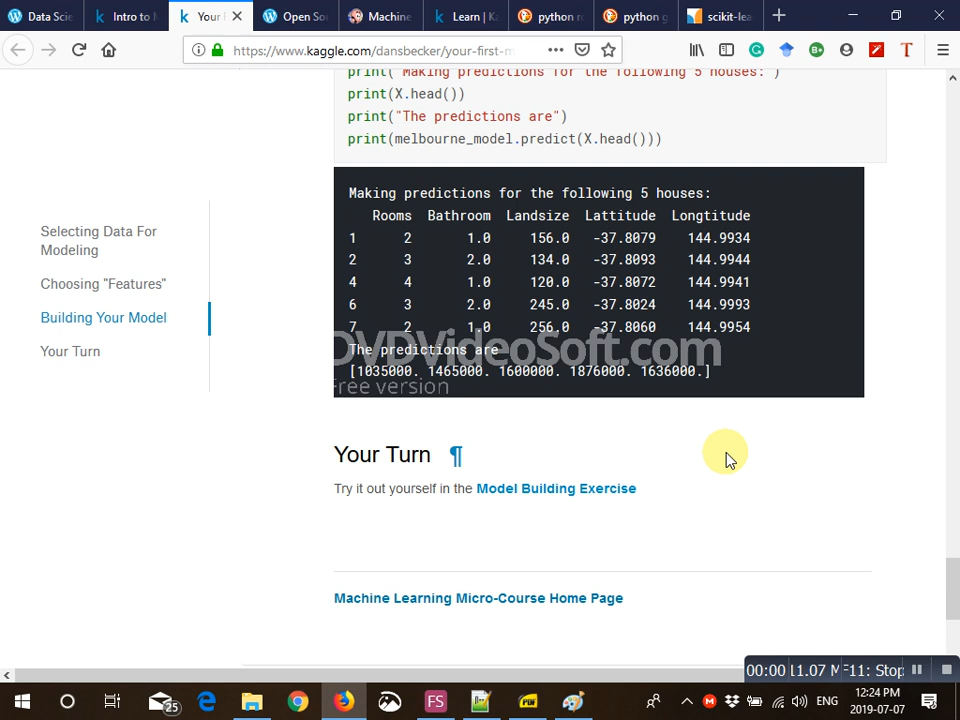 Data Scie
Intro to M
Your F
Open Sou
Machine
Learn | Ka
python ro
python g
scikit-lea
https://www.kaggle.com/dansbecker/your-first-m
print("Making predictions for the following 5 houses:")
print(X.head())
print("The predictions are")
print(melbourne_model.predict(X.head()))
Making predictions for the following 5 houses:
Rooms Bathroom Landsize Lattitude Longtitude
1 2 1.0 156.0 -37.8079 144.9934
2 3 2.0 134.0 -37.8093 144.9944
4 4 1.0 120.0 -37.8072 144.9941
6 3 2.0 245.0 -37.8024 144.9993
7 2 1.0 256.0 -37.8060 144.9954
The predictions are
[1035000. 1465000. 1600000. 1876000. 1636000.]
DVDVideoSoft.com
Free version
Selecting Data For
Modeling
Choosing "Features"
Building Your Model
Your Turn
Your Turn ¶
Try it out yourself in the Model Building Exercise
Machine Learning Micro-Course Home Page
00:00 11.07 M F11: Stop
25
FS
ENG
12:24 PM
2019-07-07